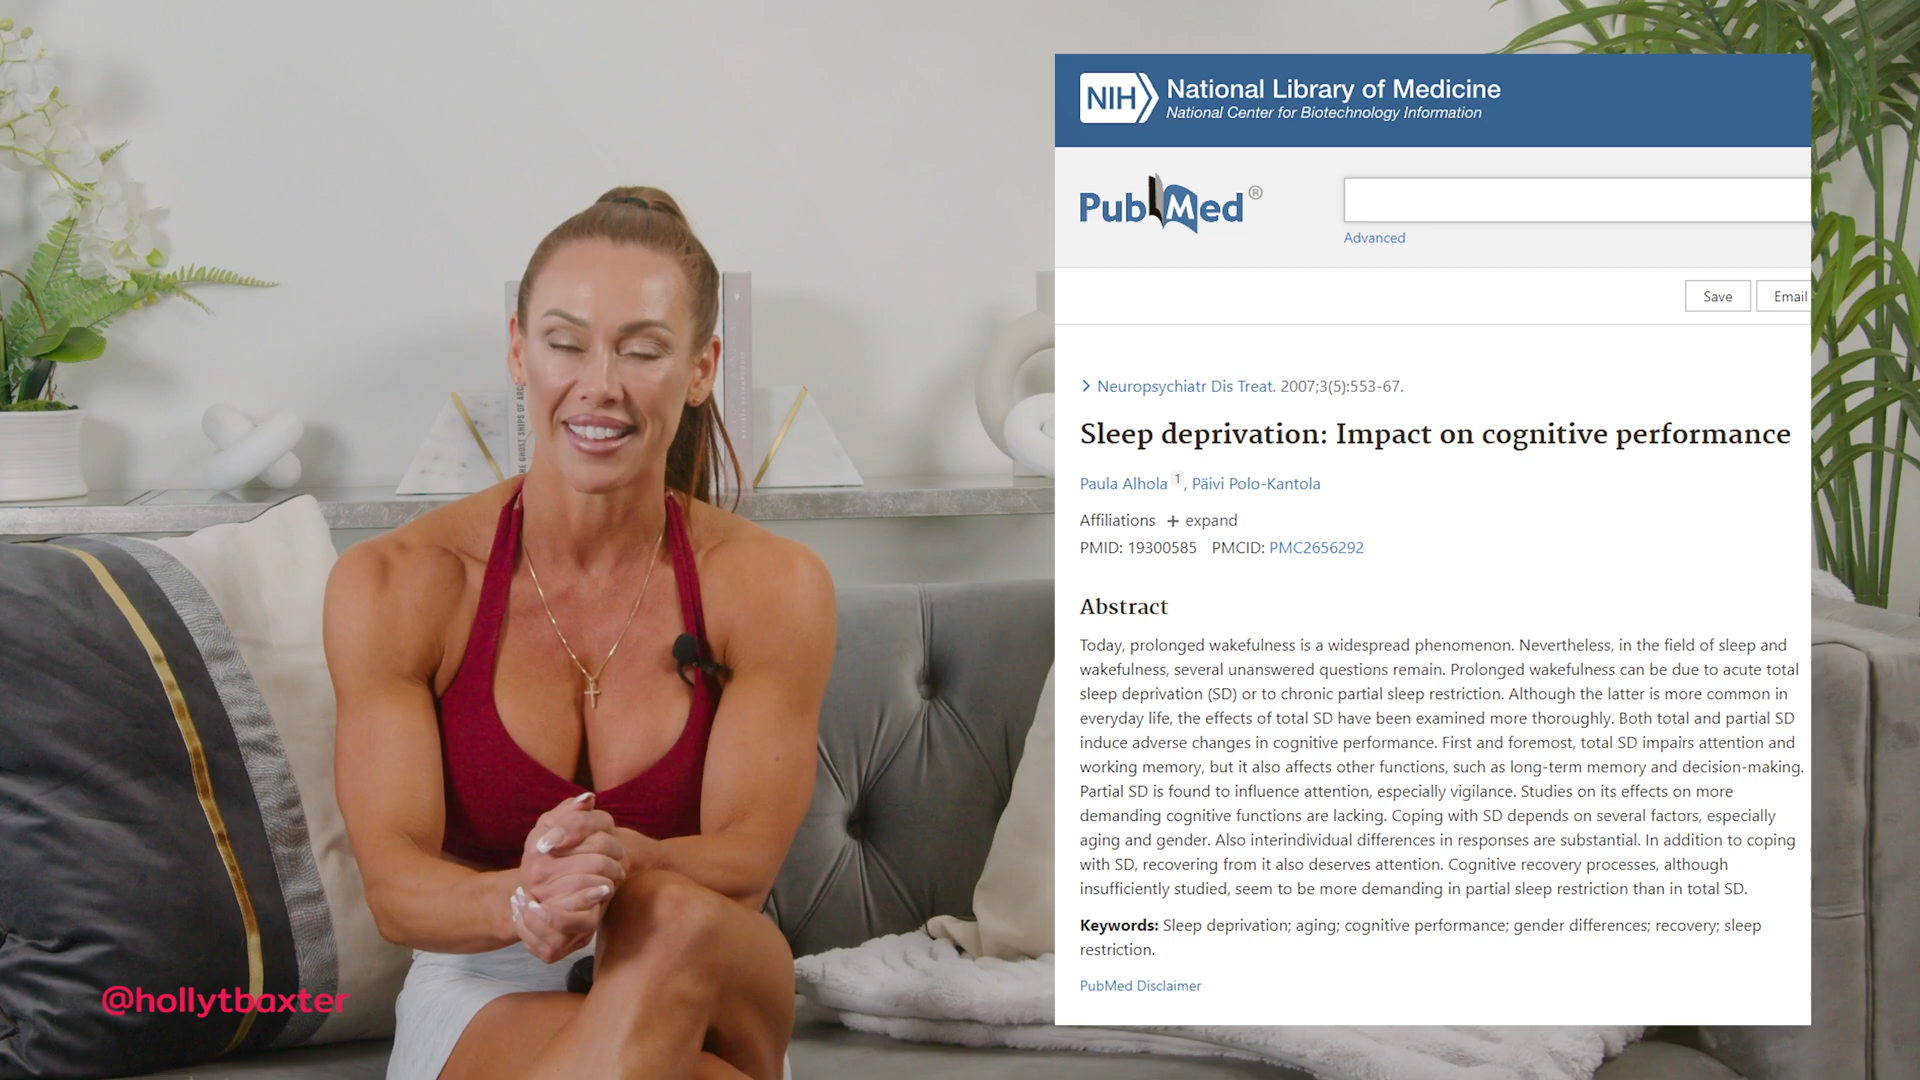 NIH National Library of Medicine
National Center for Biotechnology Information
PubMed®
Advanced
Save Email
Neuropsychiatr Dis Treat. 2007;3(5):553-67.
Sleep deprivation: Impact on cognitive performance
Paula Alhola 1, Päivi Polo-Kantola
Affiliations + expand
PMID: 19300585 PMCID: PMC2656292
Abstract
Today, prolonged wakefulness is a widespread phenomenon. Nevertheless, in the field of sleep and
wakefulness, several unanswered questions remain. Prolonged wakefulness can be due to acute total
sleep deprivation (SD) or to chronic partial sleep restriction. Although the latter is more common in
everyday life, the effects of total SD have been examined more thoroughly. Both total and partial SD
induce adverse changes in cognitive performance. First and foremost, total SD impairs attention and
working memory, but it also affects other functions, such as long-term memory and decision-making.
Partial SD is found to influence attention, especially vigilance. Studies on its effects on more
demanding cognitive functions are lacking. Coping with SD depends on several factors, especially
aging and gender. Also interindividual differences in responses are substantial. In addition to coping
with SD, recovering from it also deserves attention. Cognitive recovery processes, although
insufficiently studied, seem to be more demanding in partial sleep restriction than in total SD.
Keywords: Sleep deprivation; aging; cognitive performance; gender differences; recovery; sleep
restriction.
PubMed Disclaimer
GHOST SHIPS OF
@hollytbaxter